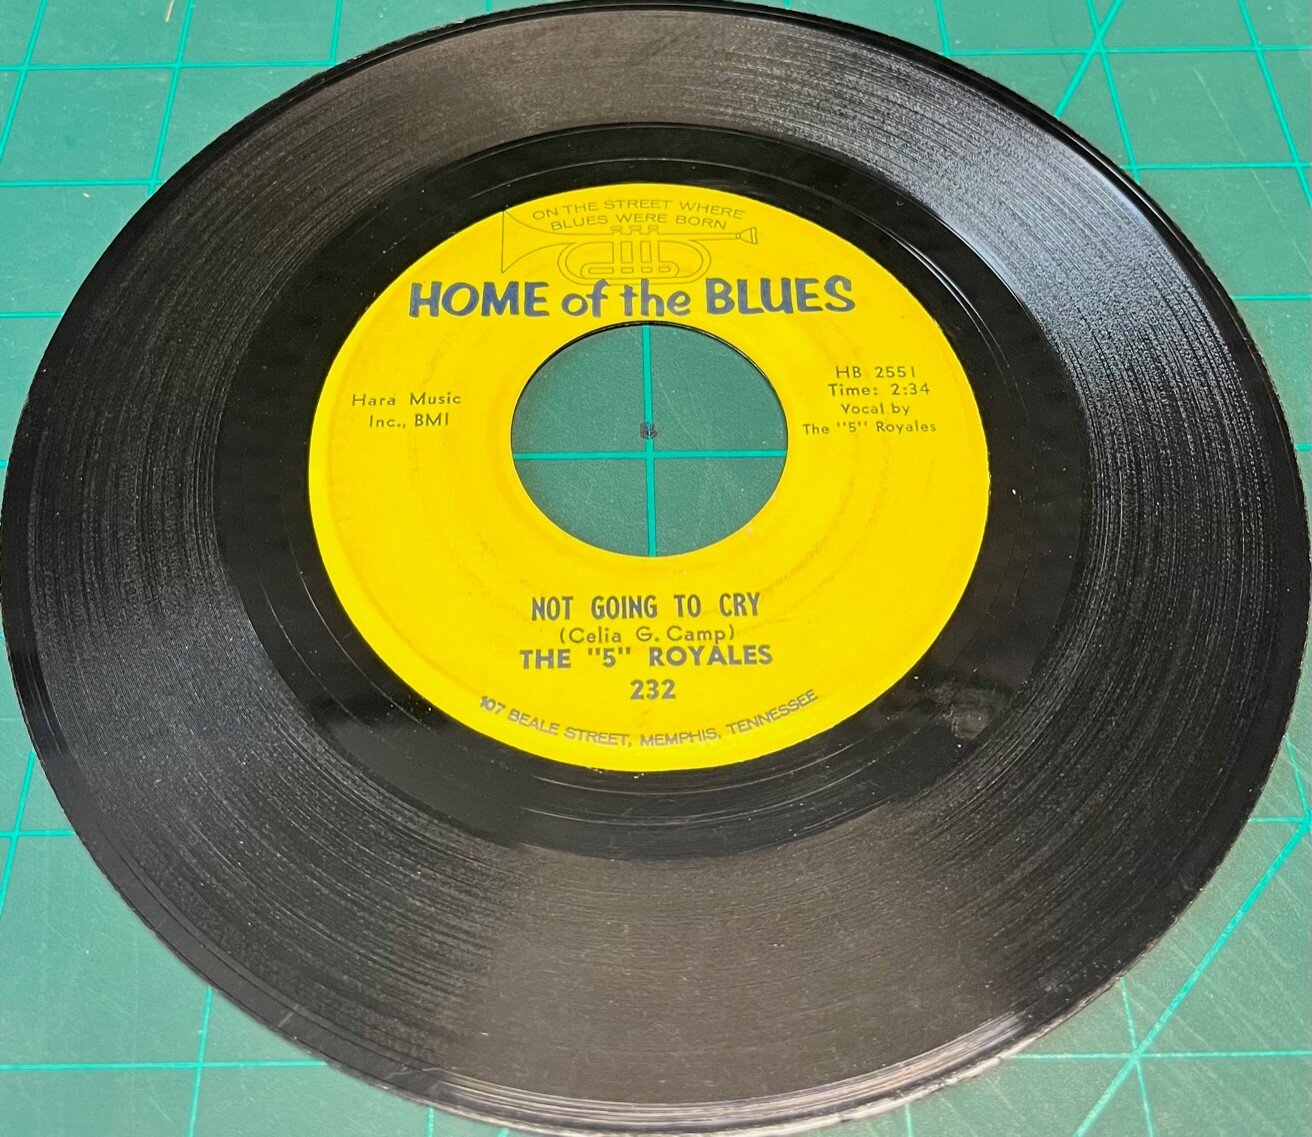 ON THE STREET WHERE
BLUES WERE BORN
HOME of the BLUES
Hara Music
Inc., BMI
HB 2551
Time: 2:34
Vocal by
The "5" Royales
NOT GOING TO CRY
(Celia G. Camp)
THE "5" ROYALES
232
107 BEALE STREET, MEMPHIS, TENNESSEE